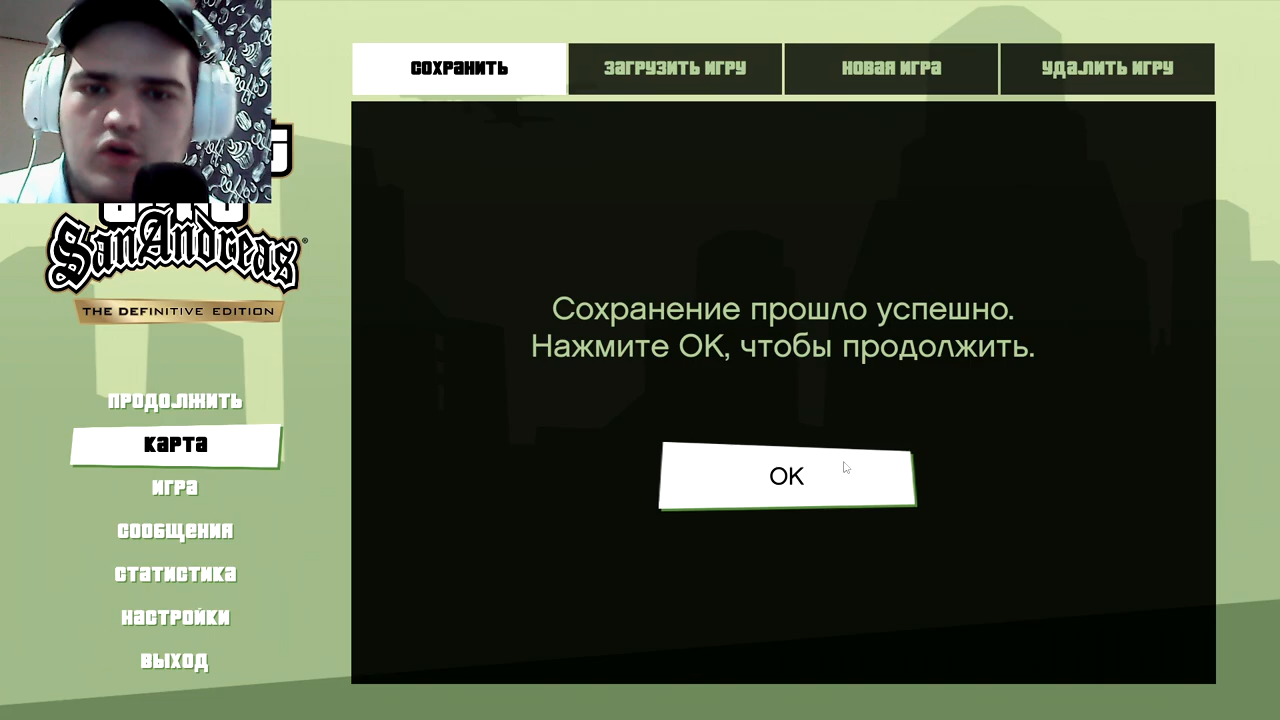 СОХРАНИТЬ
ЗАГРУЗИТЬ ИГРУ
НОВАЯ ИГРА
УДАЛИТЬ ИГРУ
San Andreas
THE DEFINITIVE EDITION
ПРОДОЛЖИТЬ
КАРТА
ИГРА
СООБЩЕНИЯ
СТАТИСТИКА
НАСТРОЙКИ
ВЫХОД
Сохранение прошло успешно.
Нажмите ОК, чтобы продолжить.
ОК